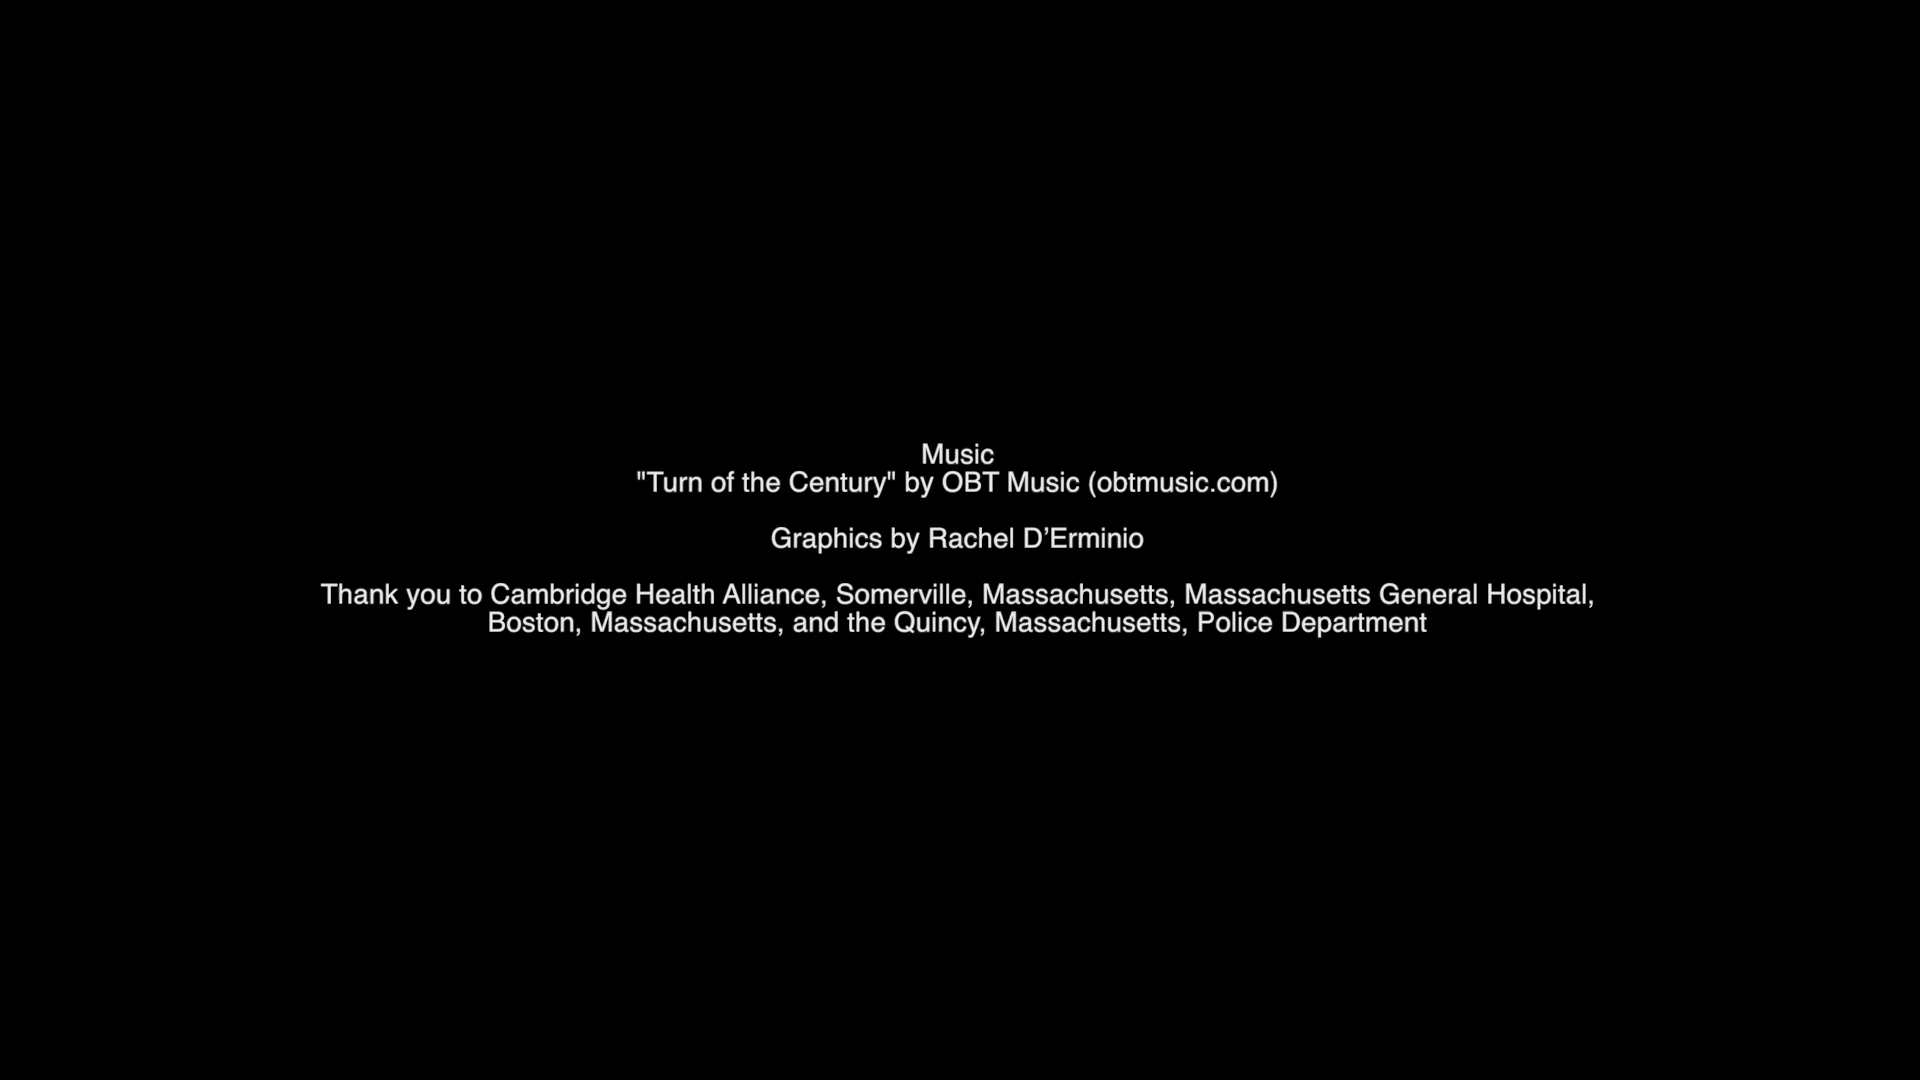 Music
"Turn of the Century" by OBT Music (obtmusic.com)
Graphics by Rachel D’Erminio
Thank you to Cambridge Health Alliance, Somerville, Massachusetts, Massachusetts General Hospital,
Boston, Massachusetts, and the Quincy, Massachusetts, Police Department